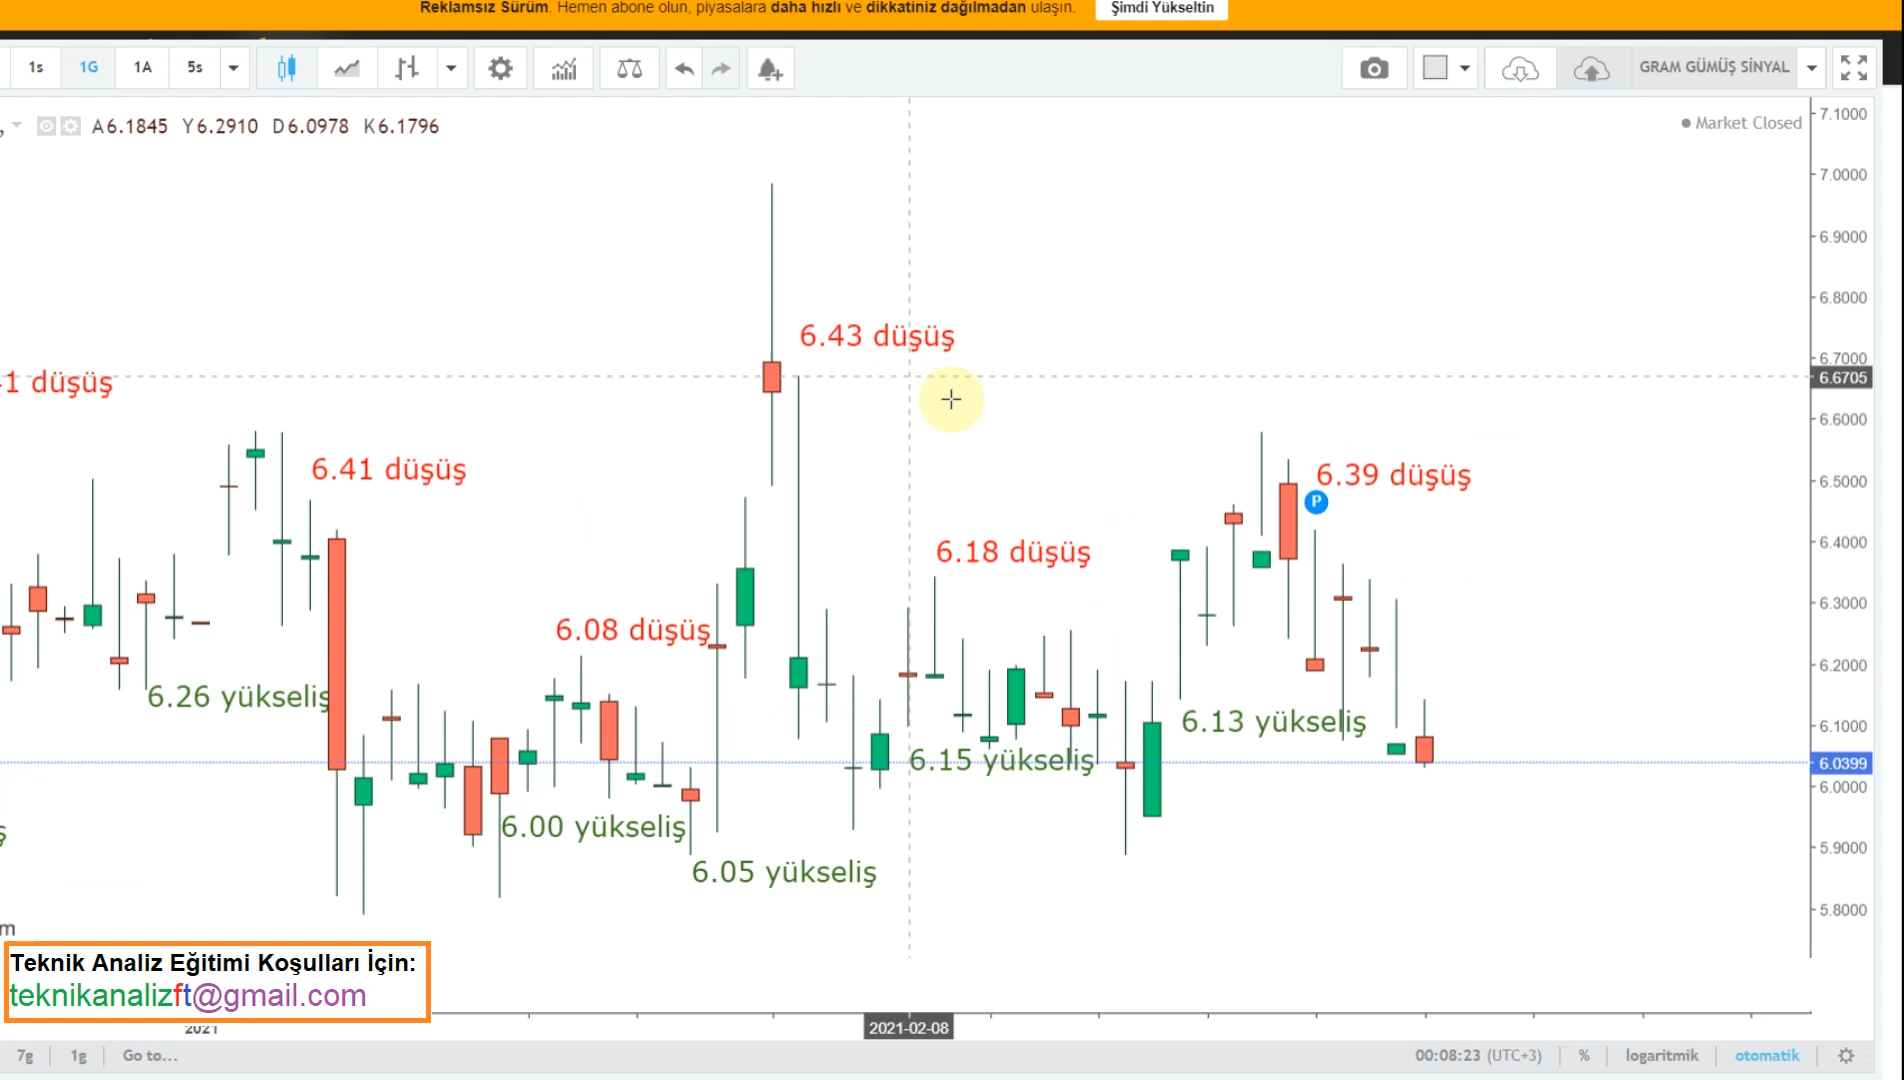 Reklamsız Sürüm. Hemen abone olun, piyasalara daha hızlı ve dikkatiniz dağılmadan ulaşın. Şimdi Yükseltin
1s 1G 1A 5s GRAM GÜMÜŞ SİNYAL
A6.1845 Y6.2910 D6.0978 K6.1796
Market Closed
7.1000
7.0000
6.9000
6.8000
6.43 düşüş
6.7000
1 düşüş
6.6705
6.6000
6.41 düşüş
6.39 düşüş
P
6.5000
6.18 düşüş
6.4000
6.08 düşüş
6.3000
6.26 yükseliş
6.2000
6.13 yükseliş
6.1000
6.15 yükseliş
6.0399
6.0000
6.00 yükseliş
ş
5.9000
6.05 yükseliş
5.8000
m
Teknik Analiz Eğitimi Koşulları İçin:
teknikanalizft@gmail.com
2021
2021-02-08
7g 1g Go to... 00:08:23 (UTC+3) % logaritmik otomatik